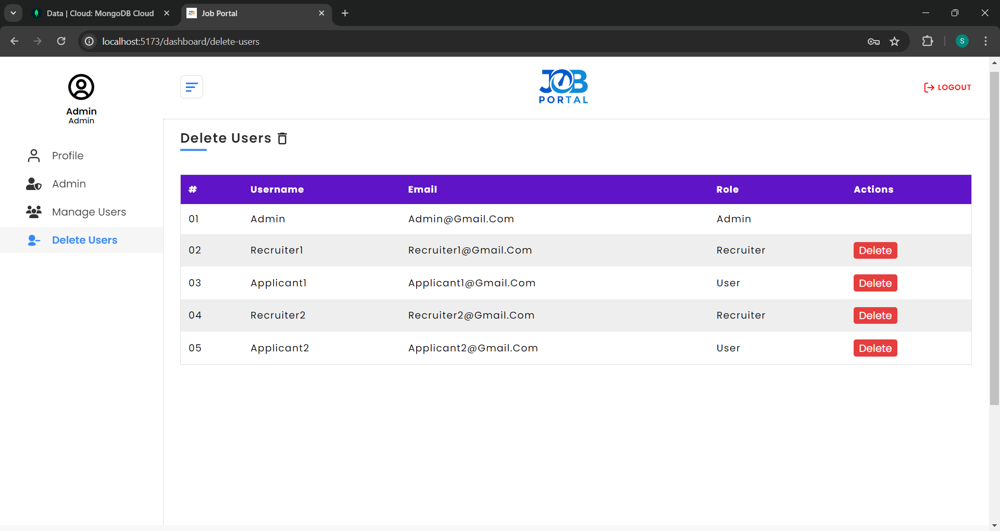 Data | Cloud: MongoDB Cloud
Job Portal
localhost:5173/dashboard/delete-users
S
Admin
Admin
JOB
PORTAL
LOGOUT
Profile
Admin
Manage Users
Delete Users
Delete Users
# Username Email Role Actions
01 Admin Admin@Gmail.Com Admin
02 Recruiter1 Recruiter1@Gmail.Com Recruiter Delete
03 Applicant1 Applicant1@Gmail.Com User Delete
04 Recruiter2 Recruiter2@Gmail.Com Recruiter Delete
05 Applicant2 Applicant2@Gmail.Com User Delete